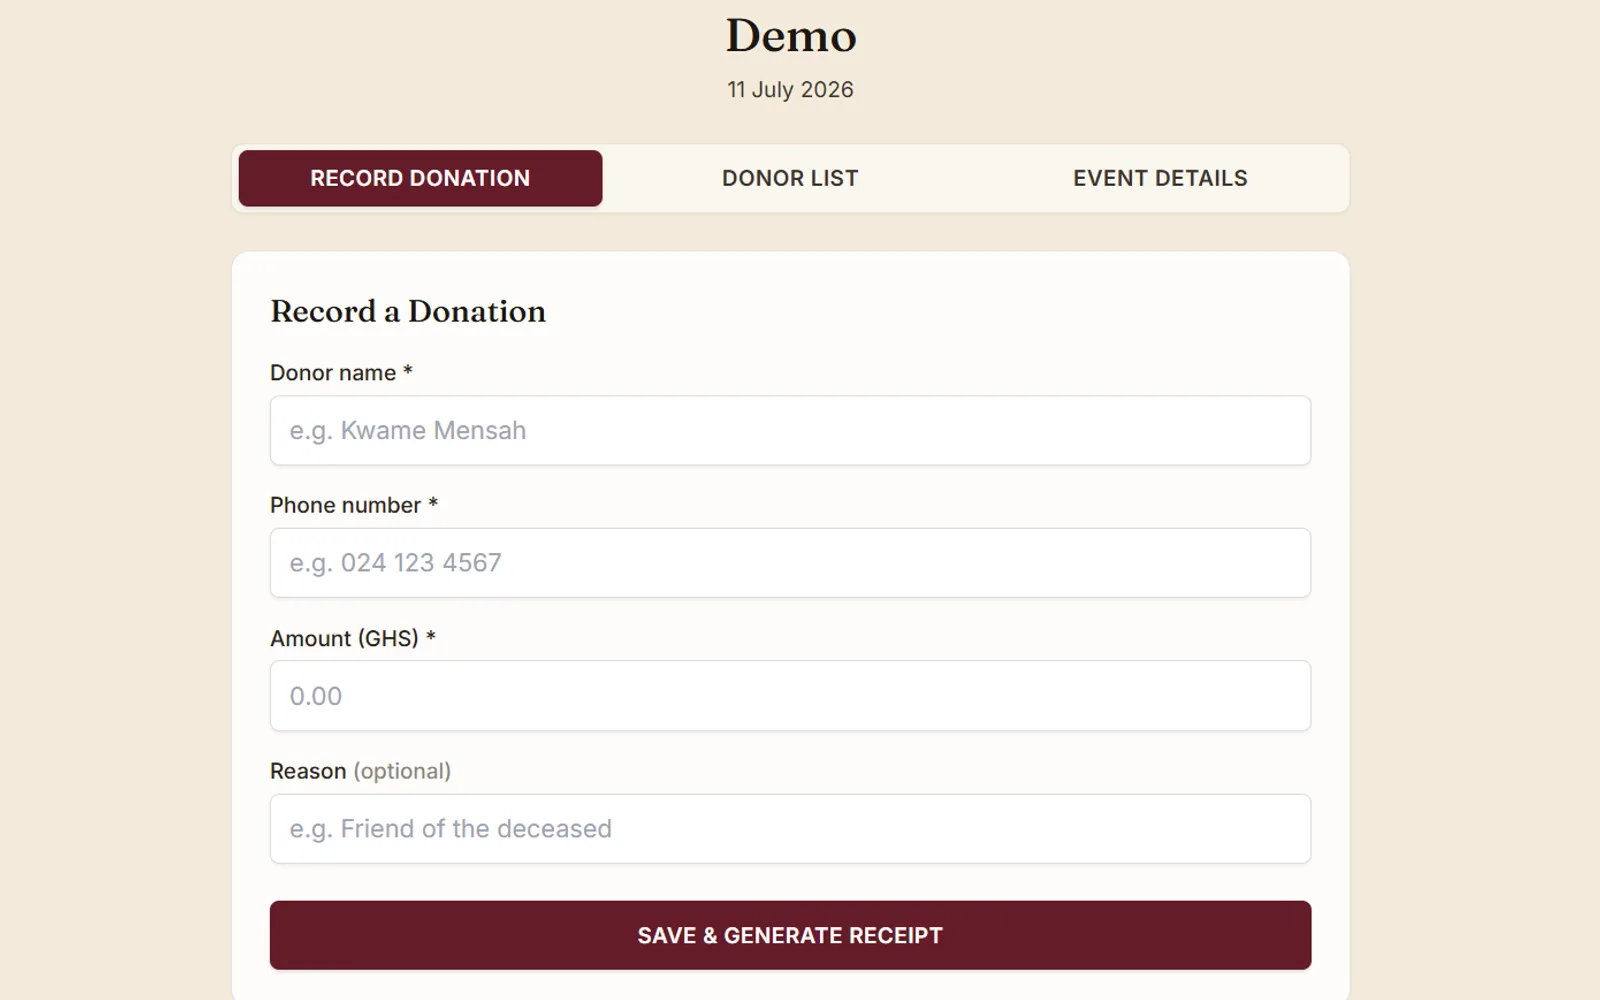 Demo
11 July 2026
RECORD DONATION
DONOR LIST
EVENT DETAILS
Record a Donation
Donor name *
e.g. Kwame Mensah
Phone number *
e.g. 024 123 4567
Amount (GHS) *
0.00
Reason (optional)
e.g. Friend of the deceased
SAVE & GENERATE RECEIPT